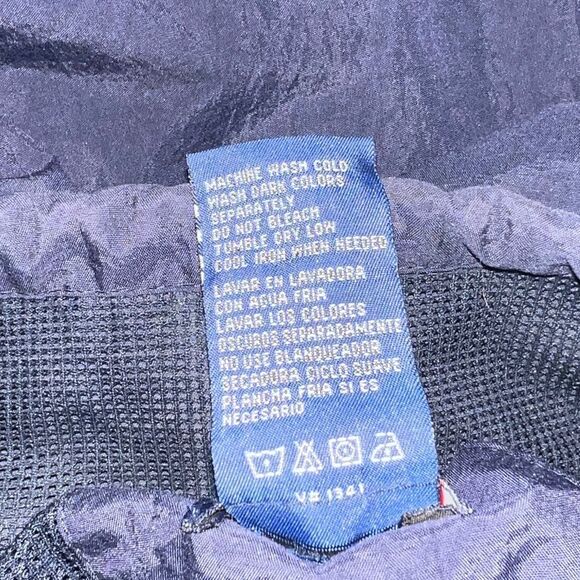 MACHINE WASH COLD
WASH DARK COLORS
SEPARATELY
DO NOT BLEACH
TUMBLE DRY LOW
COOL IRON WHEN NEEDED
LAVAR EN LAVADORA
CON AGUA FRIA
LAVAR LOS COLORES
OSCUROS SEPARADAMENTE
NO USE BLANQUEADOR
SECADORA CICLO SUAVE
PLANCHA FRIA SI ES
NECESARIO
V# 1341